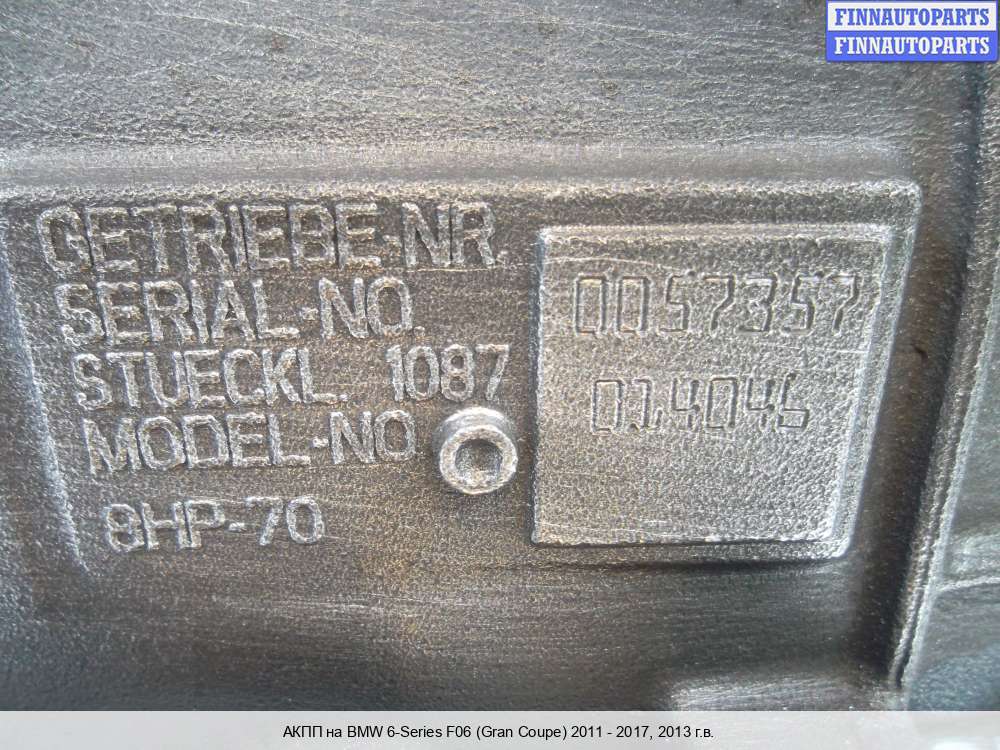 FINNAUTOPARTS
FINNAUTOPARTS
GETRIEBE-NR.
SERIAL-NO.
0057357
STUECKL. 1087
MODEL-NO
014046
8HP-70
АКПП на BMW 6-Series F06 (Gran Coupe) 2011 - 2017, 2013 г.в.